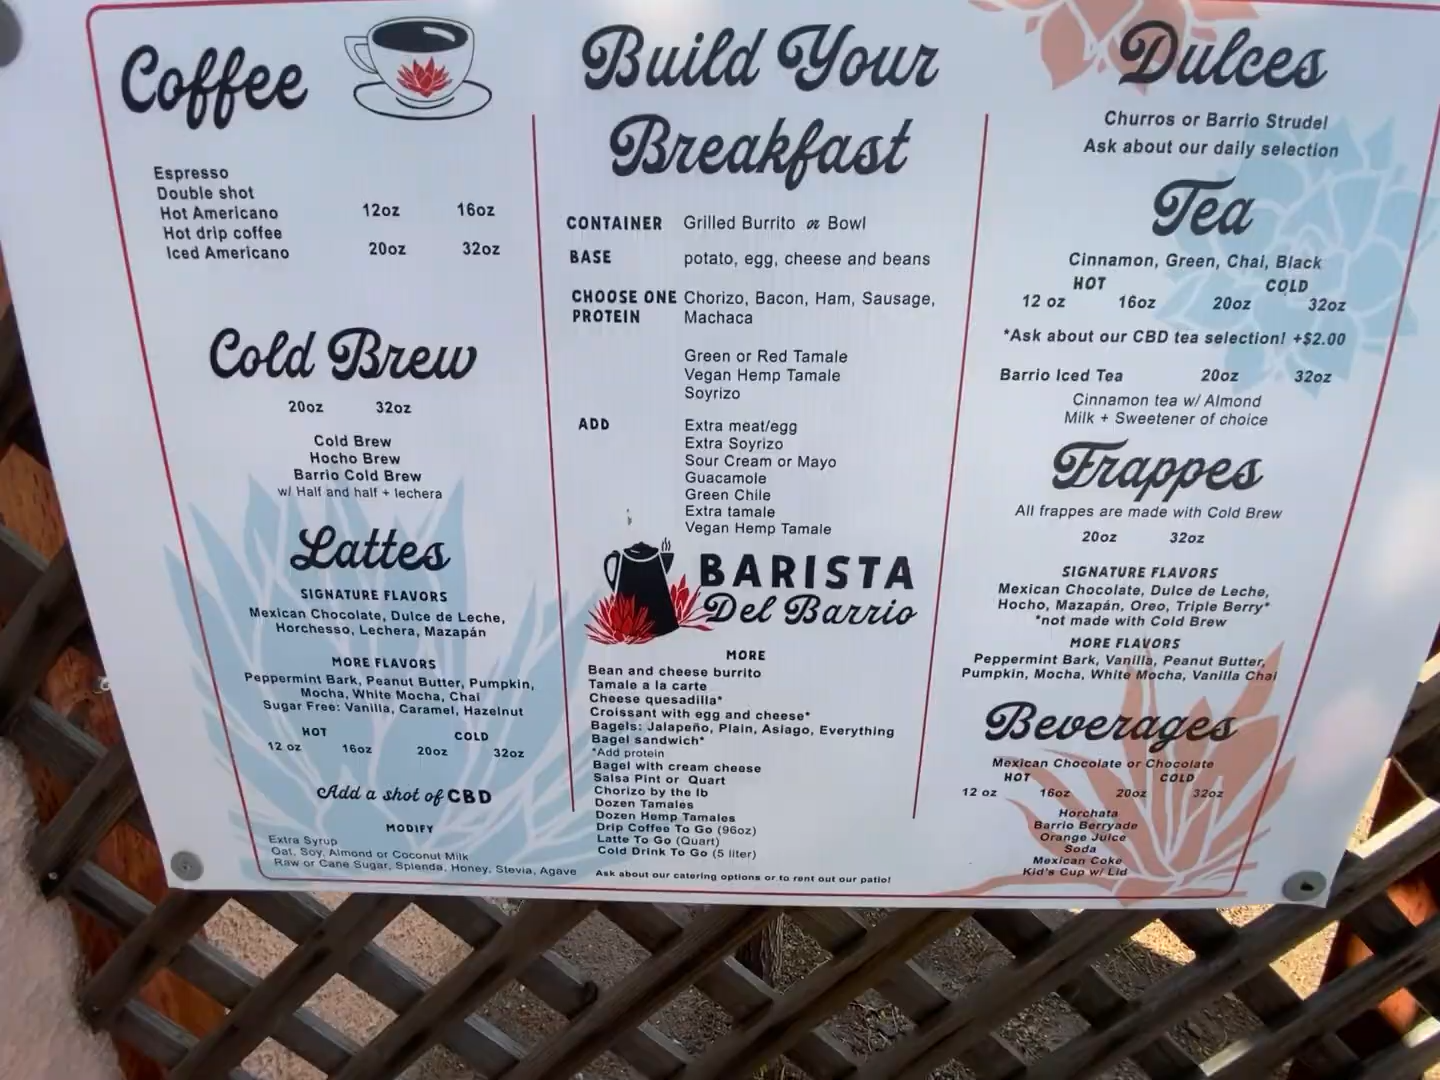 Coffee
Espresso
Double shot
Hot Americano 12oz 16oz
Hot drip coffee
Iced Americano 20oz 32oz
Cold Brew
20oz 32oz
Cold Brew
Hocho Brew
Barrio Cold Brew
w/ Half and half + lechera
Lattes
SIGNATURE FLAVORS
Mexican Chocolate, Dulce de Leche,
Horchesso, Lechera, Mazapán
MORE FLAVORS
Peppermint Bark, Peanut Butter, Pumpkin,
Mocha, White Mocha, Chai
Sugar Free: Vanilla, Caramel, Hazelnut
HOT COLD
12 oz 16oz 20oz 32oz
Add a shot of CBD
MODIFY
Extra Syrup
Oat, Soy, Almond or Coconut Milk
Raw or Cane Sugar, Splenda, Honey, Stevia, Agave
Build Your
Breakfast
CONTAINER Grilled Burrito or Bowl
BASE potato, egg, cheese and beans
CHOOSE ONE Chorizo, Bacon, Ham, Sausage,
PROTEIN Machaca
Green or Red Tamale
Vegan Hemp Tamale
Soyrizo
ADD Extra meat/egg
Extra Soyrizo
Sour Cream or Mayo
Guacamole
Green Chile
Extra tamale
Vegan Hemp Tamale
BARISTA
Del Barrio
MORE
Bean and cheese burrito
Tamale a la carte
Cheese quesadilla*
Croissant with egg and cheese*
Bagels: Jalapeño, Plain, Asiago, Everything
Bagel sandwich*
*Add protein
Bagel with cream cheese
Salsa Pint or Quart
Chorizo by the lb
Dozen Tamales
Dozen Hemp Tamales
Drip Coffee To Go (96oz)
Latte To Go (Quart)
Cold Drink To Go (5 liter)
Ask about our catering options or to rent out our patio!
Dulces
Churros or Barrio Strudel
Ask about our daily selection
Tea
Cinnamon, Green, Chai, Black
HOT COLD
12 oz 16oz 20oz 32oz
*Ask about our CBD tea selection! +$2.00
Barrio Iced Tea 20oz 32oz
Cinnamon tea w/ Almond
Milk + Sweetener of choice
Frappes
All frappes are made with Cold Brew
20oz 32oz
SIGNATURE FLAVORS
Mexican Chocolate, Dulce de Leche,
Hocho, Mazapán, Oreo, Triple Berry*
*not made with Cold Brew
MORE FLAVORS
Peppermint Bark, Vanilla, Peanut Butter,
Pumpkin, Mocha, White Mocha, Vanilla Chai
Beverages
Mexican Chocolate or Chocolate
HOT COLD
12 oz 16oz 20oz 32oz
Horchata
Barrio Berryade
Orange Juice
Soda
Mexican Coke
Kid's Cup w/ Lid